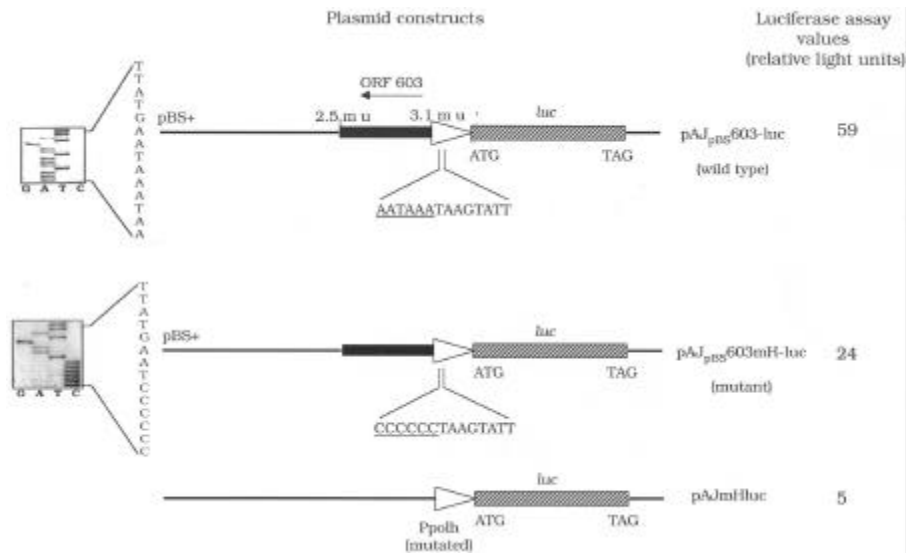 Plasmid constructs
Luciferase assay
values
(relative light units)
TTATGAATAAATAA
G A T C
pBS+
ORF 603
2.5 m u
3.1 m u
luc
ATG
TAG
AATAAATAAGTATT
pAJpBS603-luc
(wild type)
59
TTATGAATCCCCCC
G A T C
pBS+
luc
ATG
TAG
CCCCCCTAAGTATT
pAJpBS603mH-luc
(mutant)
24
luc
Ppolh
(mutated)
ATG
TAG
pAJmHluc
5